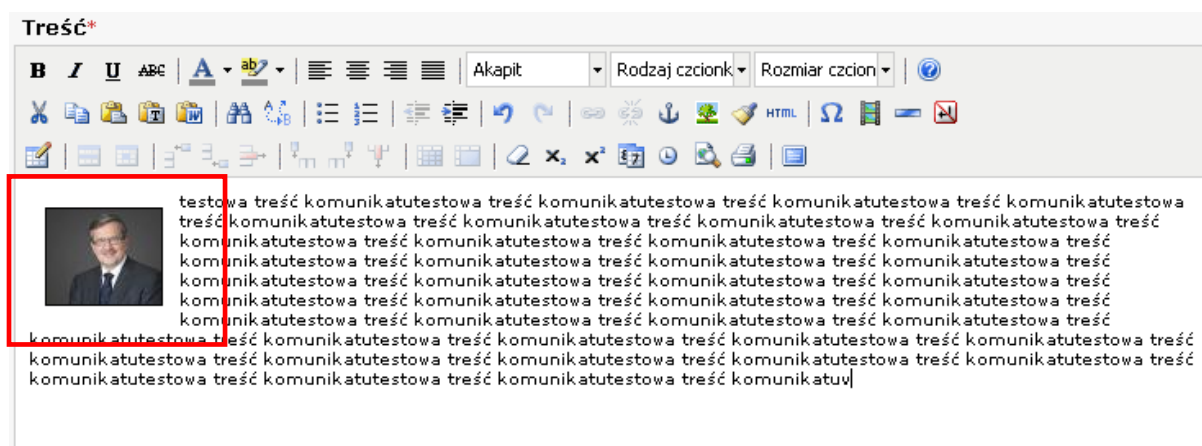 Treść*
B I U ABC A ab Akapit Rodzaj czcionk Rozmiar czcion
A B HTML Ω
x₂ x²
testowa treść komunikatutestowa treść komunikatutestowa treść komunikatutestowa treść komunikatutestowa
treść komunikatutestowa treść komunikatutestowa treść komunikatutestowa treść komunikatutestowa treść
komunikatutestowa treść komunikatutestowa treść komunikatutestowa treść komunikatutestowa treść
komunikatutestowa treść komunikatutestowa treść komunikatutestowa treść komunikatutestowa treść
komunikatutestowa treść komunikatutestowa treść komunikatutestowa treść komunikatutestowa treść
komunikatutestowa treść komunikatutestowa treść komunikatutestowa treść komunikatutestowa treść
komunikatutestowa treść komunikatutestowa treść komunikatutestowa treść komunikatutestowa treść
komunikatutestowa treść komunikatutestowa treść komunikatutestowa treść komunikatutestowa treść komunikatutestowa treść
komunikatutestowa treść komunikatutestowa treść komunikatutestowa treść komunikatutestowa treść komunikatutestowa treść
komunikatutestowa treść komunikatutestowa treść komunikatutestowa treść komunikatuv